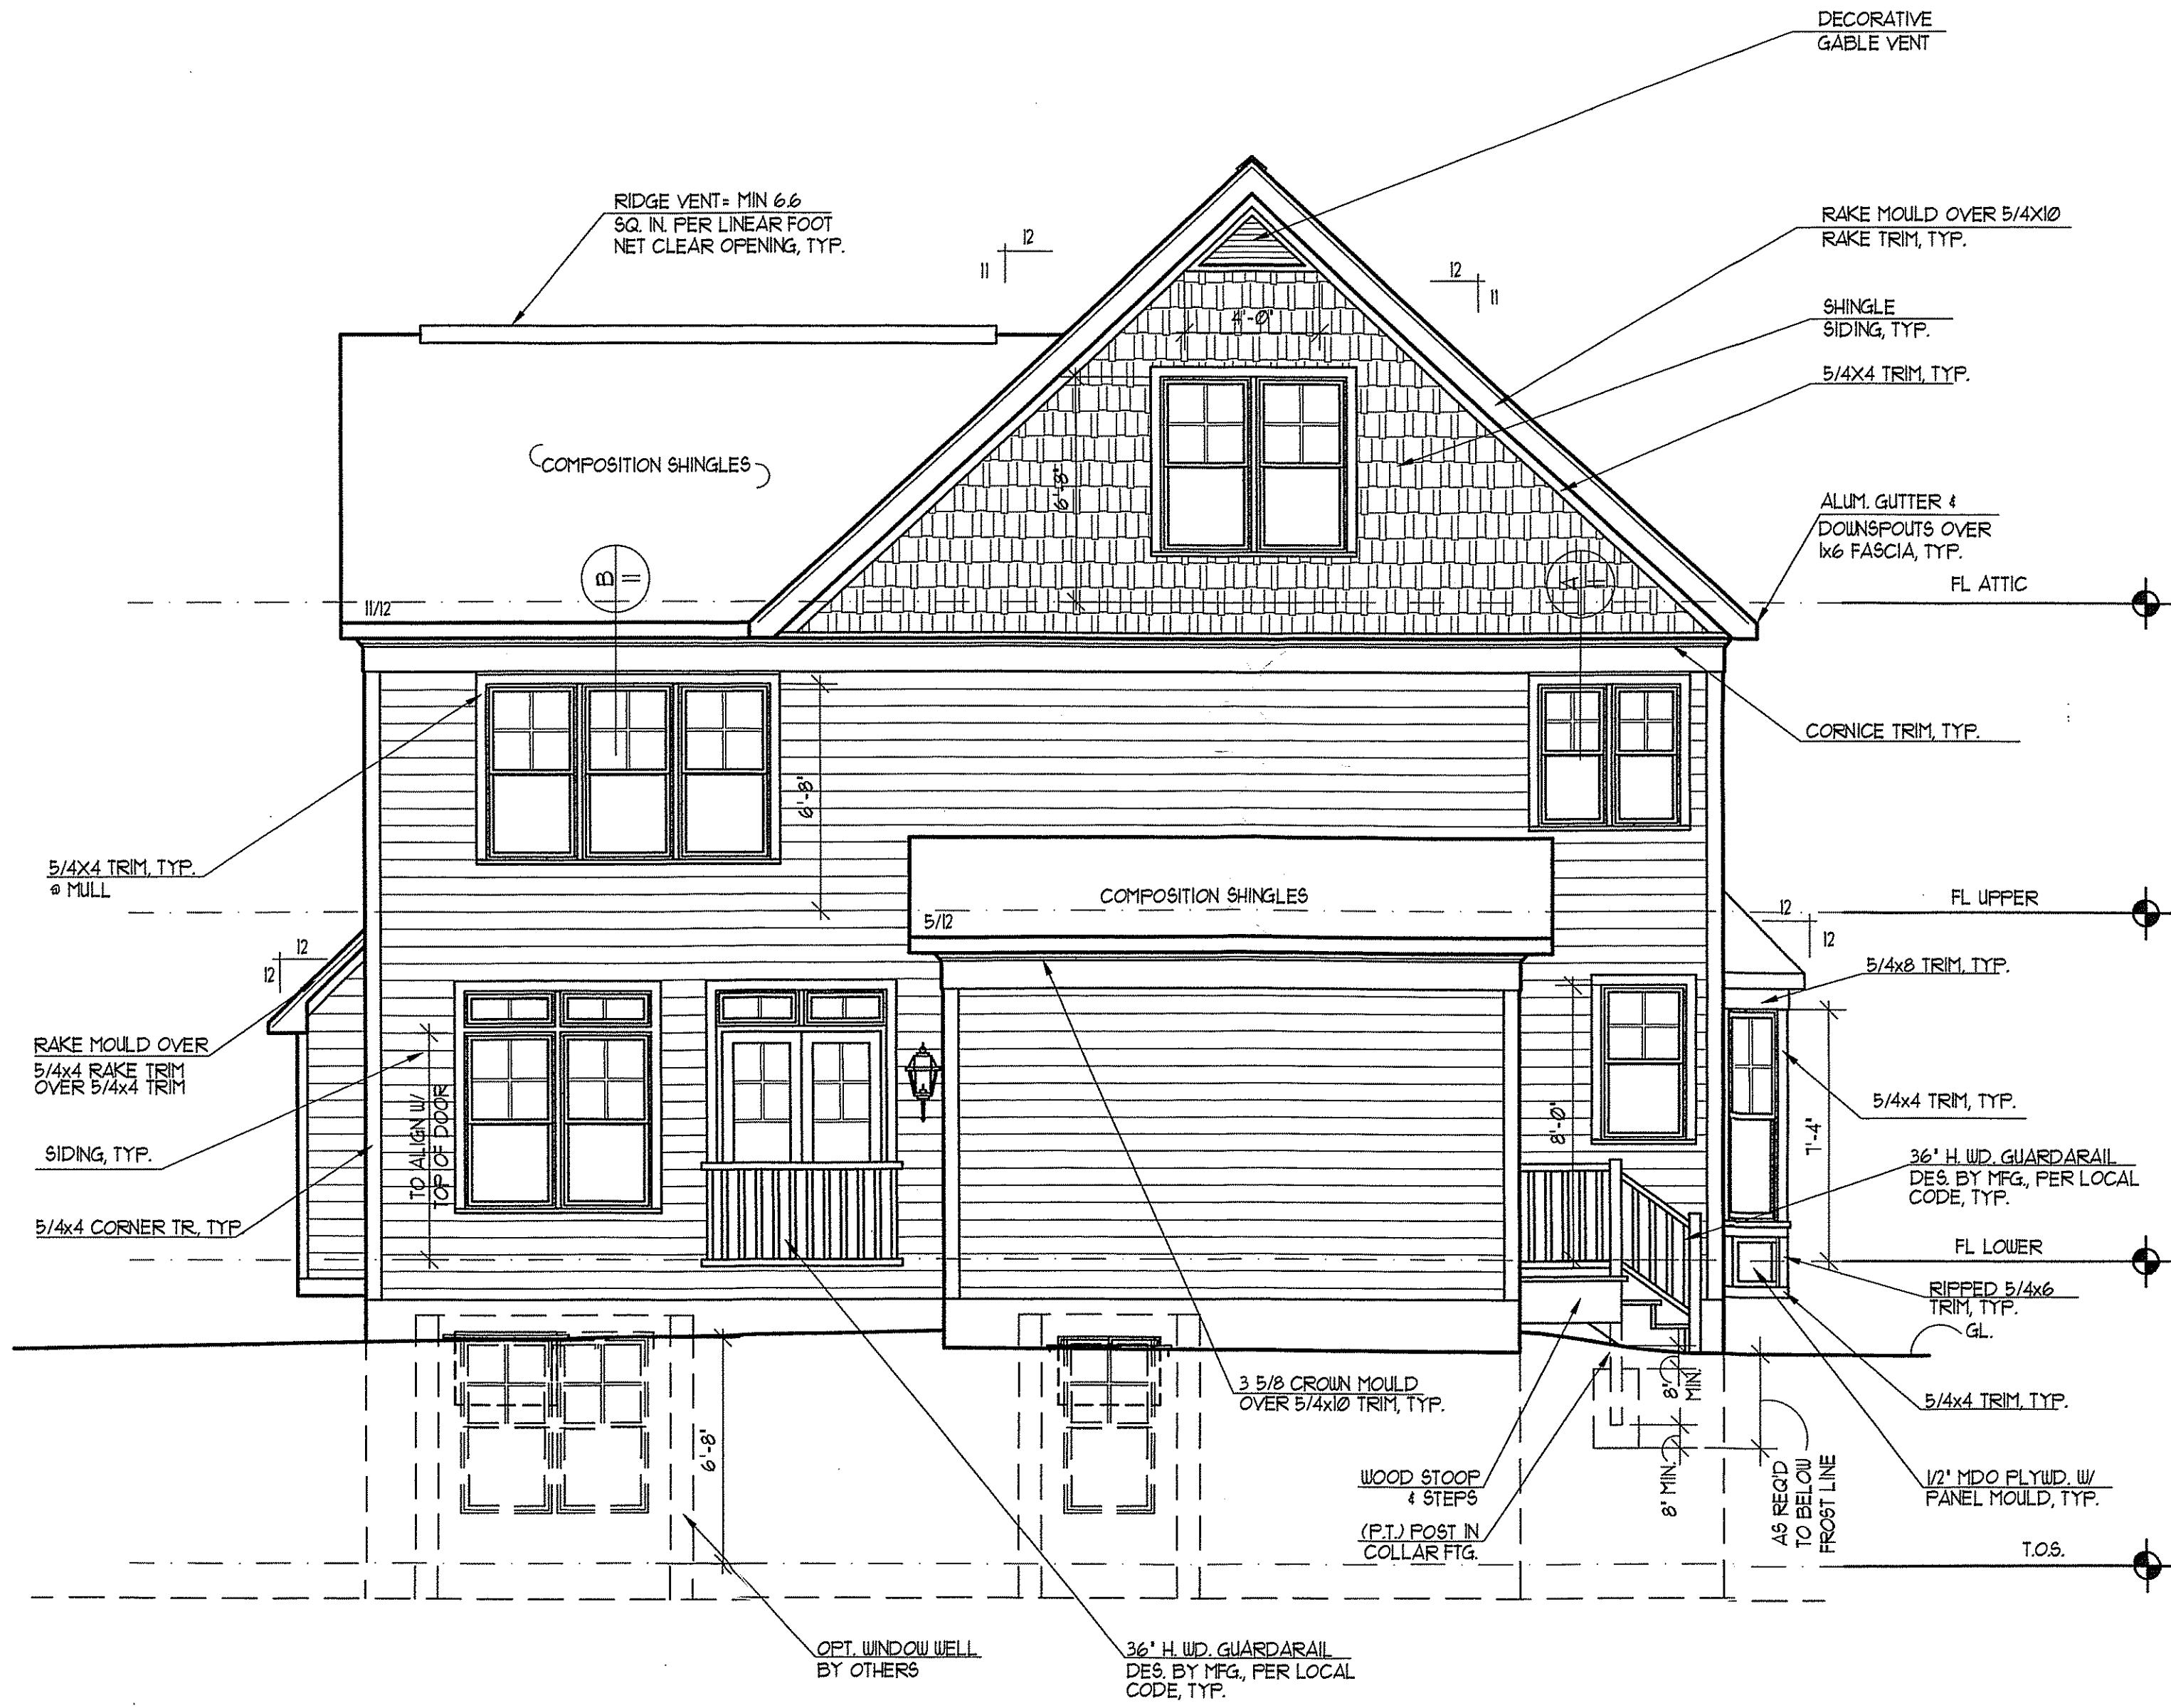 DECORATIVE
GABLE VENT
RIDGE VENT= MIN 6.6
SQ. IN. PER LINEAR FOOT
NET CLEAR OPENING, TYP.
12
11
12
11
RAKE MOULD OVER 5/4X10
RAKE TRIM, TYP.
SHINGLE
SIDING, TYP.
4'-0"
5/4X4 TRIM, TYP.
COMPOSITION SHINGLES
6'-8"
ALUM. GUTTER &
DOWNSPOUTS OVER
1x6 FASCIA, TYP.
B
11
A
11
FL ATTIC
11/12
CORNICE TRIM, TYP.
6'-8"
5/4X4 TRIM, TYP.
@ MULL
COMPOSITION SHINGLES
5/12
FL UPPER
12
12
12
12
5/4x8 TRIM, TYP.
RAKE MOULD OVER
5/4x4 RAKE TRIM
OVER 5/4x4 TRIM
TO ALIGN W/
TOP OF DOOR
8'-0"
7'-4"
5/4x4 TRIM, TYP.
SIDING, TYP.
36" H. WD. GUARDARAIL
DES. BY MFG., PER LOCAL
CODE, TYP.
5/4x4 CORNER TR., TYP
FL LOWER
RIPPED 5/4x6
TRIM, TYP.
GL.
3 5/8 CROWN MOULD
OVER 5/4x10 TRIM, TYP.
8"
MIN.
5/4x4 TRIM, TYP.
6'-8"
WOOD STOOP
& STEPS
8" MIN.
AS REQ'D
TO BELOW
FROST LINE
1/2" MDO PLYWD. W/
PANEL MOULD, TYP.
(P.T.) POST IN
COLLAR FTG.
T.O.S.
OPT. WINDOW WELL
BY OTHERS
36" H. WD. GUARDARAIL
DES. BY MFG., PER LOCAL
CODE, TYP.